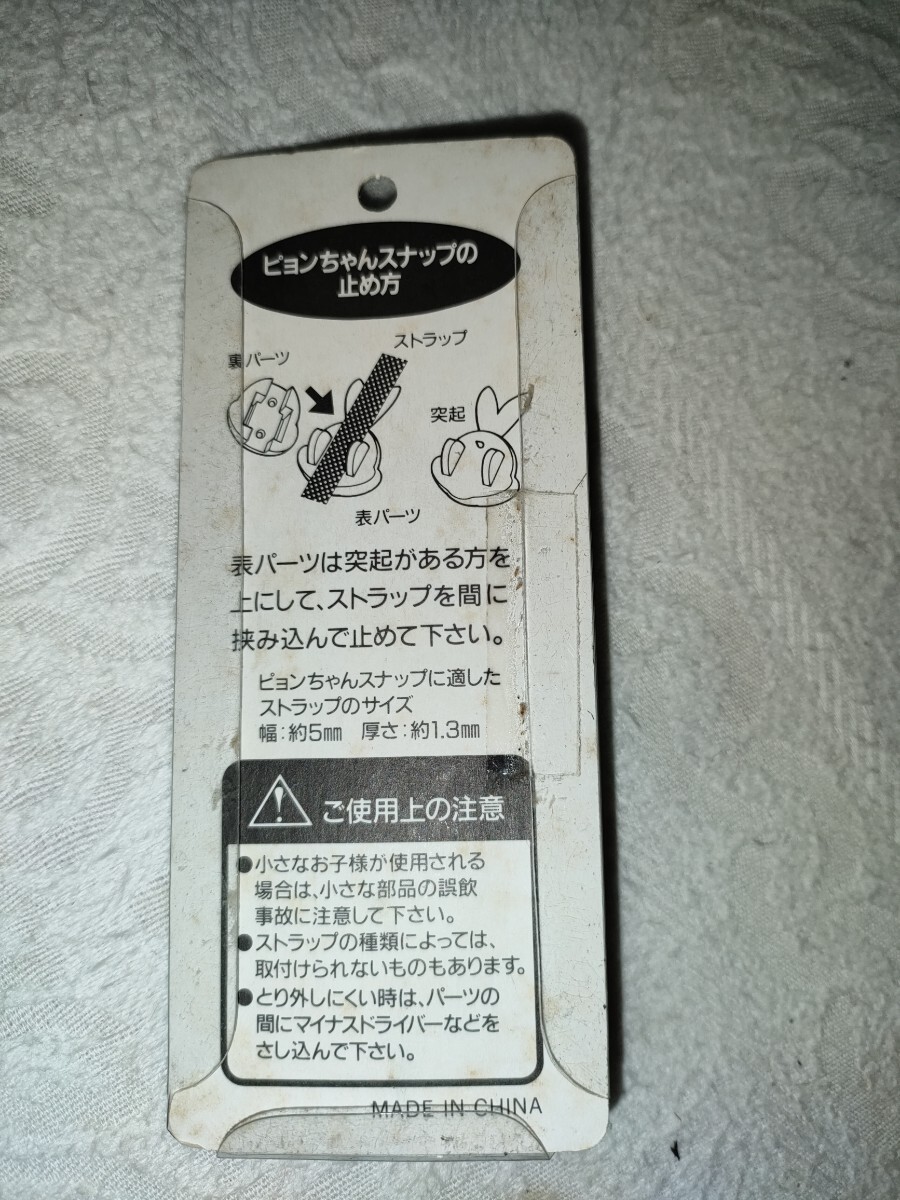 ピョンちゃんスナップの
止め方
ストラップ
裏パーツ
突起
表パーツ
表パーツは突起がある方を
上にして、ストラップを間に
挟み込んで止めて下さい。
ピョンちゃんスナップに適した
ストラップのサイズ
幅:約5㎜ 厚さ:約1.3㎜
ご使用上の注意
●小さなお子様が使用される
場合は、小さな部品の誤飲
事故に注意して下さい。
●ストラップの種類によっては、
取付けられないものもあります。
●とり外しにくい時は、パーツの
間にマイナスドライバーなどを
さし込んで下さい。
MADE IN CHINA